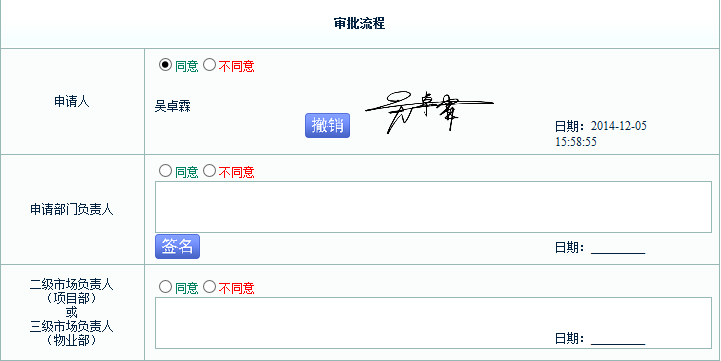 审批流程
申请人
同意 不同意
吴卓霖
撤销
吴卓霖
日期：2014-12-05
15:58:55
申请部门负责人
同意 不同意
签名
日期：_________
二级市场负责人
（项目部）
或
三级市场负责人
（物业部）
同意 不同意
日期：_________